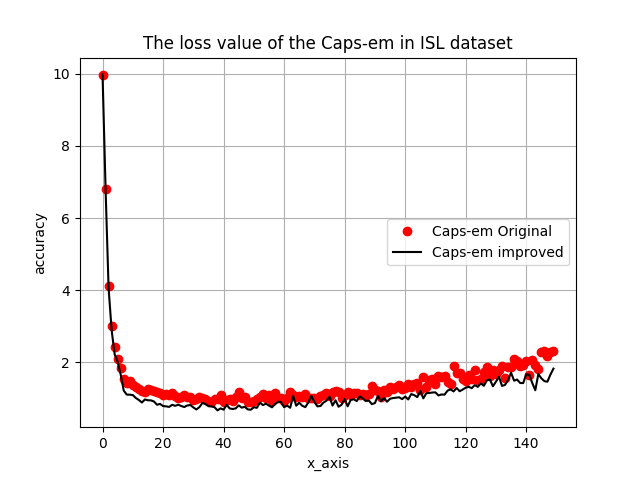 The loss value of the Caps-em in ISL dataset
10
8
6
4
2
accuracy
Caps-em Original
Caps-em improved
0
20
40
60
80
100
120
140
x_axis